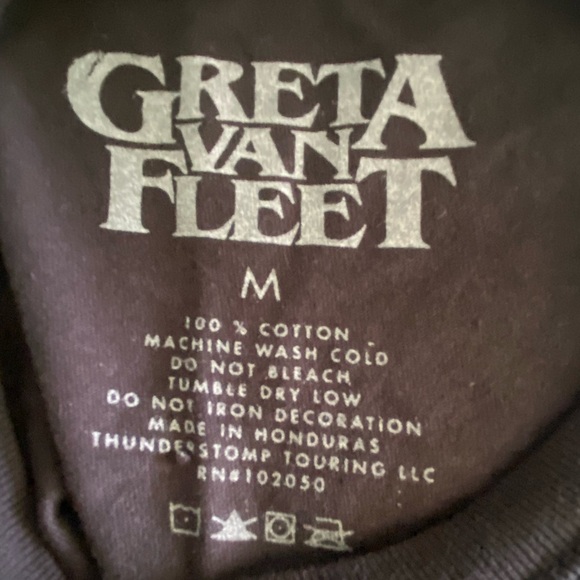 GRETA
VAN
FLEET
M
100 % COTTON
MACHINE WASH COLD
DO NOT BLEACH
TUMBLE DRY LOW
DO NOT IRON DECORATION
MADE IN HONDURAS
THUNDERSTOMP TOURING LLC
RN#102050